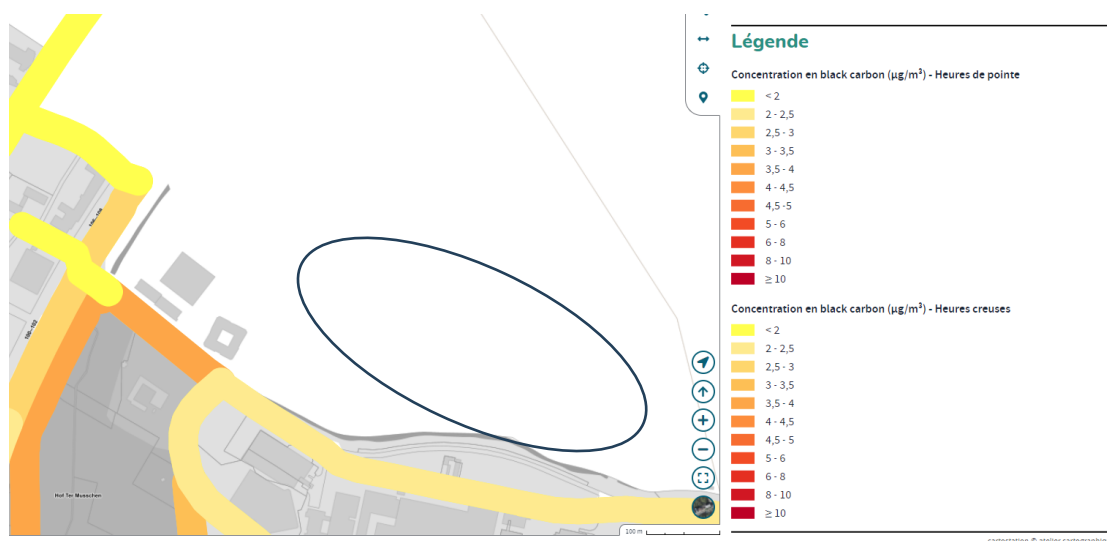 Légende
Concentration en black carbon (µg/m³) - Heures de pointe
< 2
2 - 2,5
2,5 - 3
3 - 3,5
3,5 - 4
4 - 4,5
4,5 -5
5 - 6
6 - 8
8 - 10
≥ 10
Concentration en black carbon (µg/m³) - Heures creuses
< 2
2 - 2,5
2,5 - 3
3 - 3,5
3,5 - 4
4 - 4,5
4,5 - 5
5 - 6
6 - 8
8 - 10
≥ 10
Hof Ter Musschen
100 m